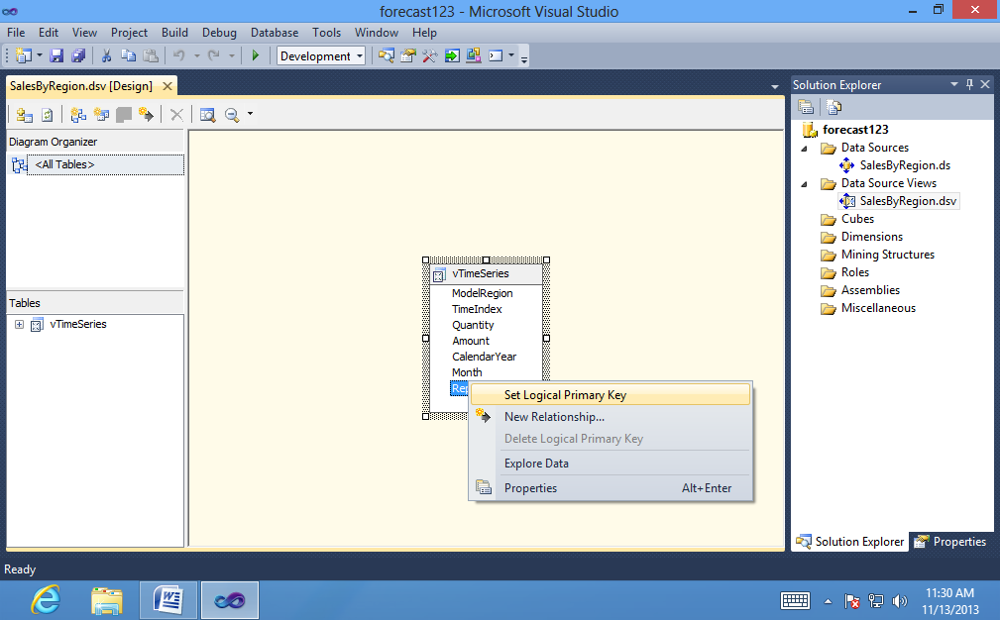 forecast123 - Microsoft Visual Studio
File Edit View Project Build Debug Database Tools Window Help
Development
SalesByRegion.dsv [Design]
Diagram Organizer
<All Tables>
Tables
vTimeSeries
vTimeSeries
ModelRegion
TimeIndex
Quantity
Amount
CalendarYear
Month
Set Logical Primary Key
New Relationship...
Delete Logical Primary Key
Explore Data
Properties Alt+Enter
Solution Explorer
forecast123
Data Sources
SalesByRegion.ds
Data Source Views
SalesByRegion.dsv
Cubes
Dimensions
Mining Structures
Roles
Assemblies
Miscellaneous
Solution Explorer Properties
Ready
11:30 AM
11/13/2013